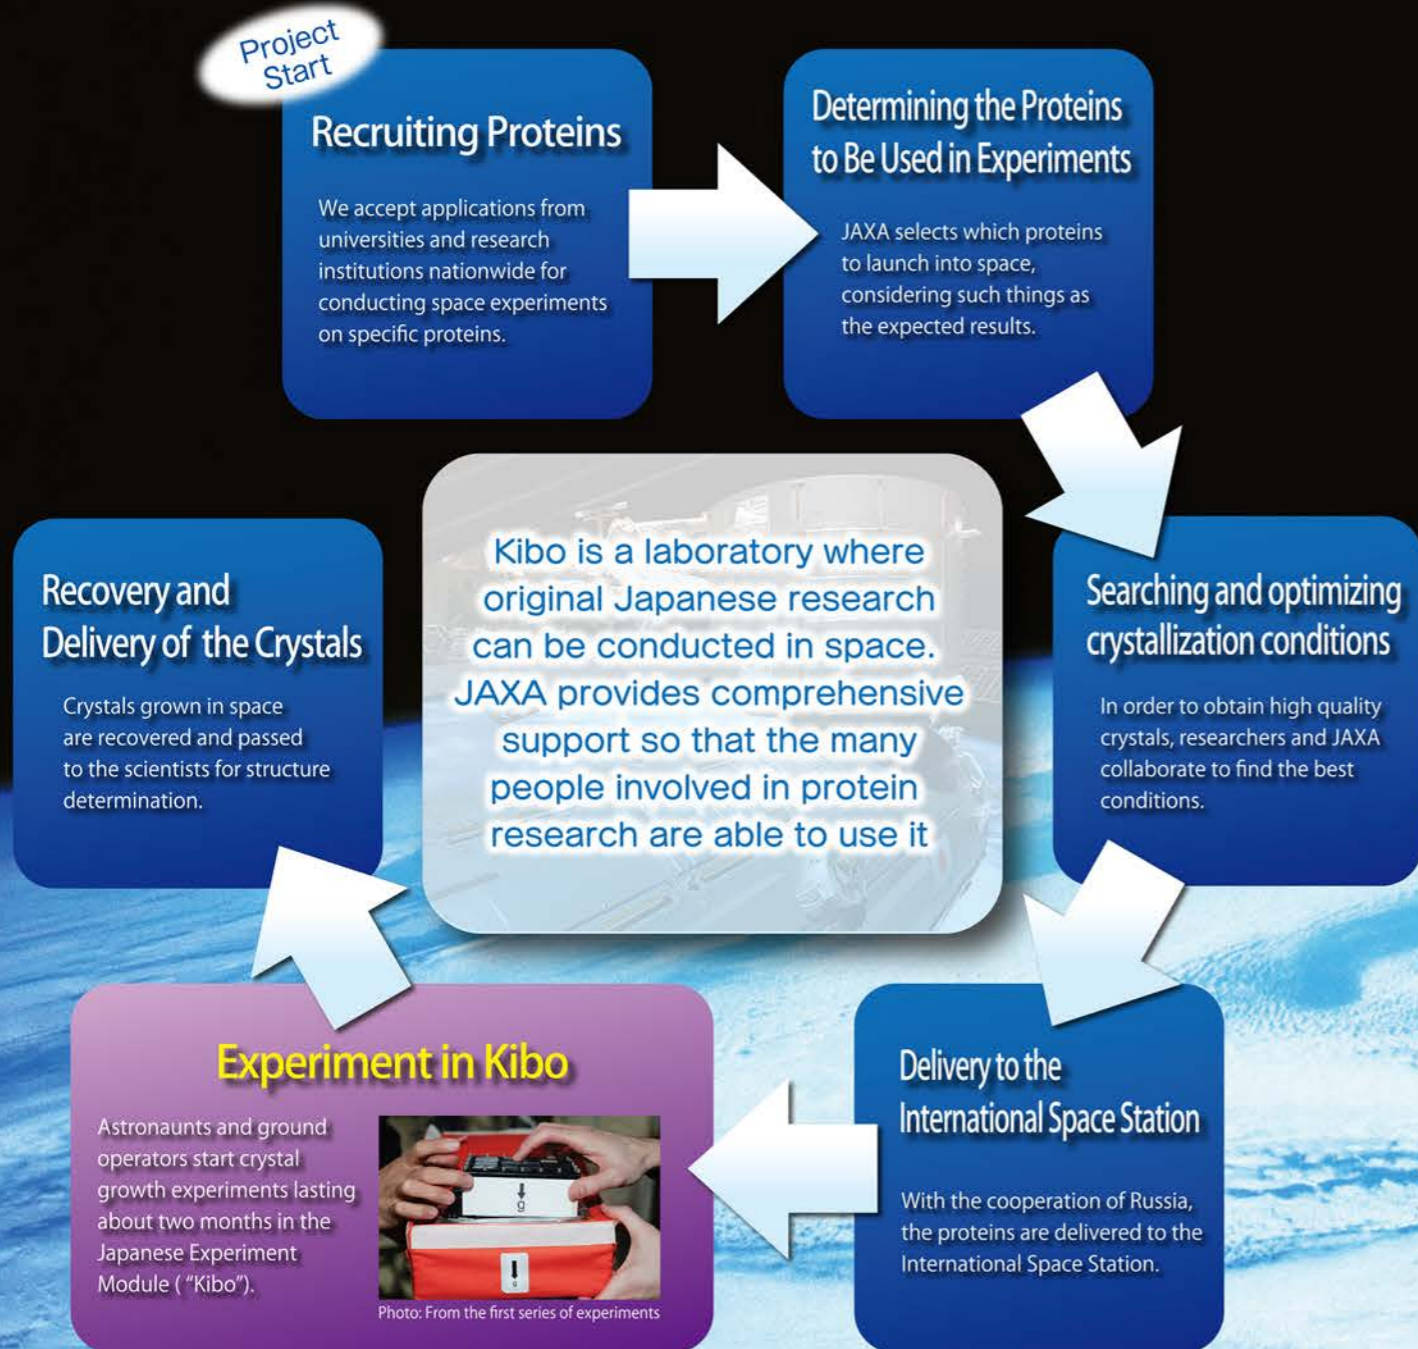 Project
Start
Recruiting Proteins
We accept applications from
universities and research
institutions nationwide for
conducting space experiments
on specific proteins.
Determining the Proteins
to Be Used in Experiments
JAXA selects which proteins
to launch into space,
considering such things as
the expected results.
Searching and optimizing
crystallization conditions
In order to obtain high quality
crystals, researchers and JAXA
collaborate to find the best
conditions.
Delivery to the
International Space Station
With the cooperation of Russia,
the proteins are delivered to the
International Space Station.
Experiment in Kibo
Astronaunts and ground
operators start crystal
growth experiments lasting
about two months in the
Japanese Experiment
Module ( “Kibo”).
g
g
Photo: From the first series of experiments
Recovery and
Delivery of the Crystals
Crystals grown in space
are recovered and passed
to the scientists for structure
determination.
Kibo is a laboratory where
original Japanese research
can be conducted in space.
JAXA provides comprehensive
support so that the many
people involved in protein
research are able to use it